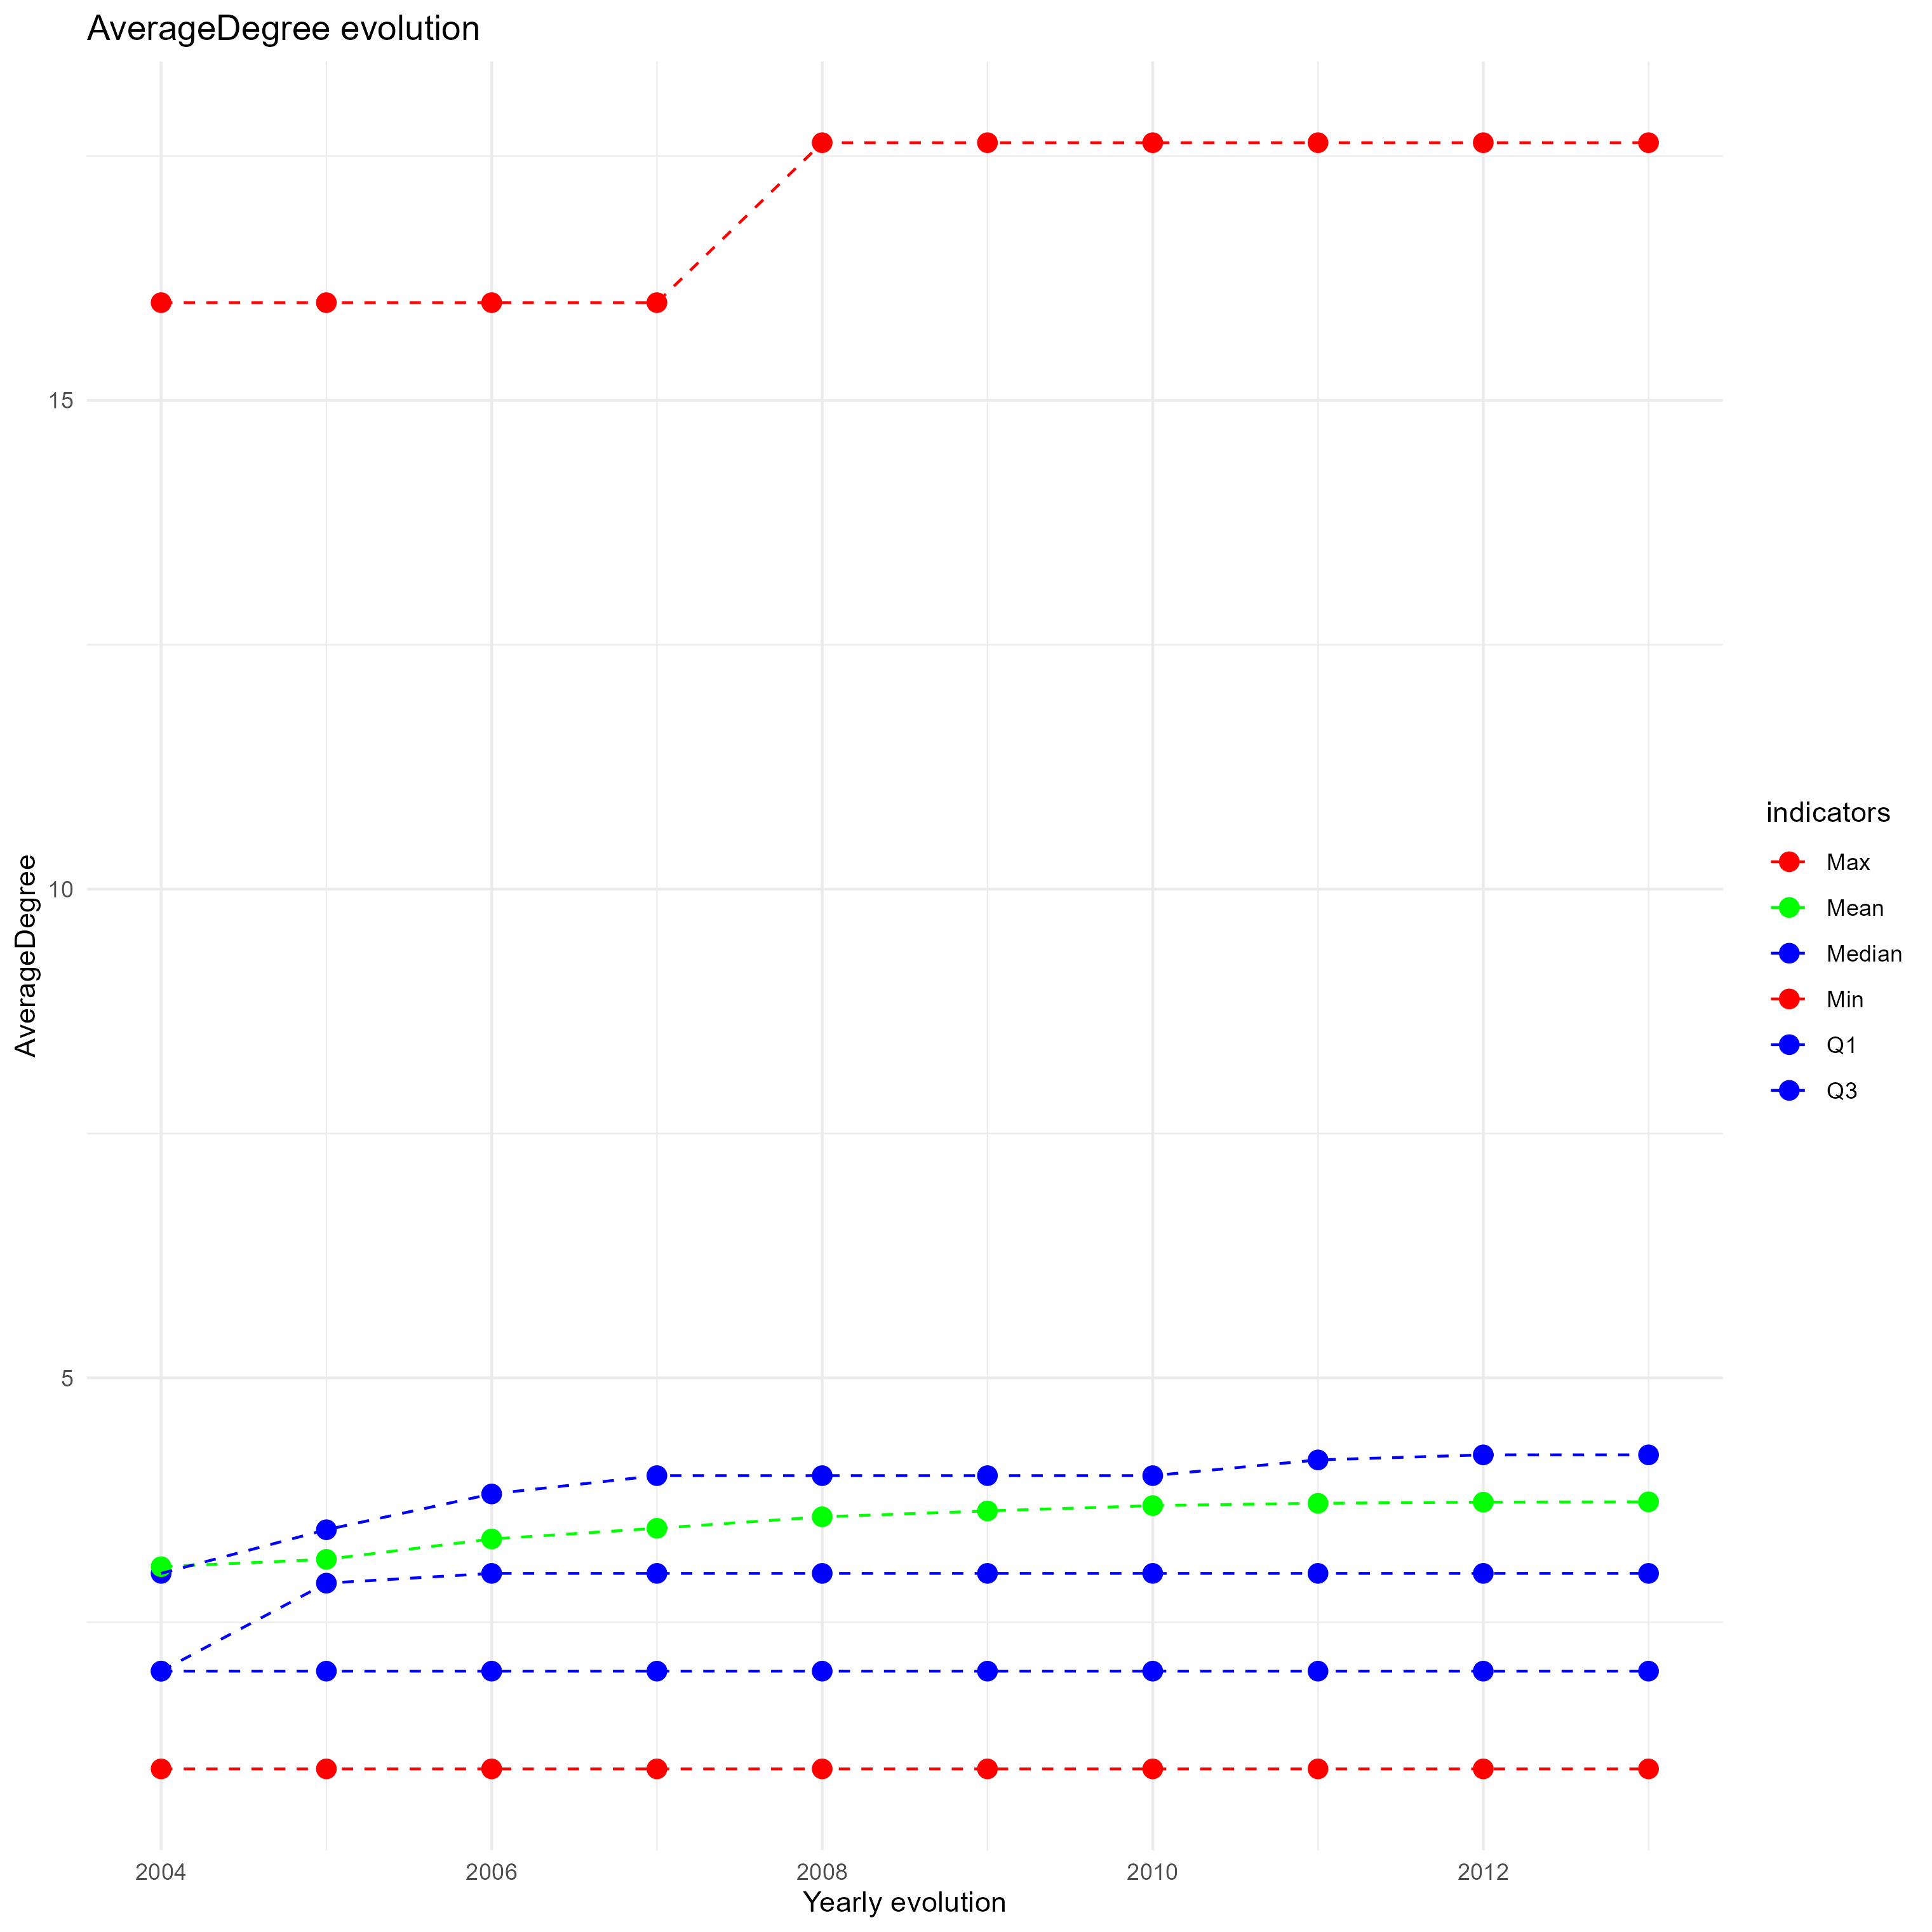 AverageDegree evolution
15
10
5
AverageDegree
2004
2006
2008
2010
2012
Yearly evolution
indicators
Max
Mean
Median
Min
Q1
Q3